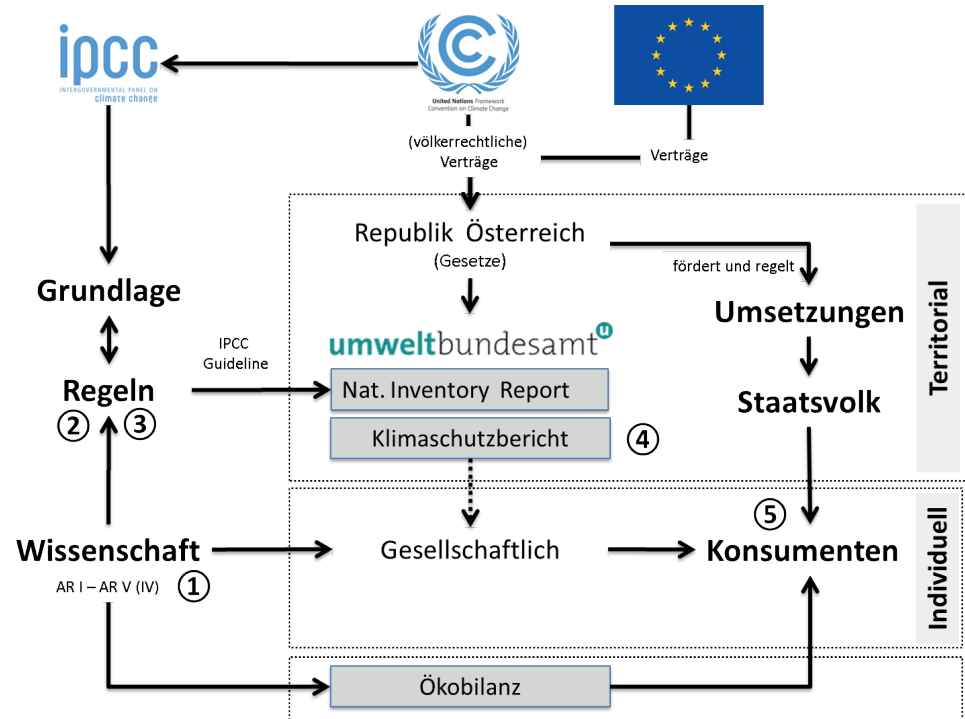 ipcc
INTERGOVERNMENTAL PANEL ON
climate change
United Nations Framework
Convention on Climate Change
(völkerrechtliche)
Verträge
Verträge
Republik Österreich
(Gesetze)
fördert und regelt
Grundlage
Umsetzungen
umweltbundesamt
u
IPCC
Guideline
Regeln
Nat. Inventory Report
Staatsvolk
Territorial
② ③
Klimaschutzbericht
④
⑤
Wissenschaft
Gesellschaftlich
Konsumenten
AR I – AR V (IV)
①
Individuell
Ökobilanz